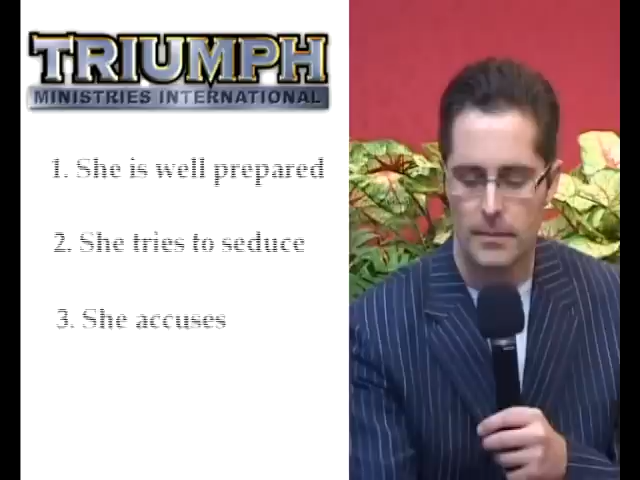 TRIUMPH
MINISTRIES INTERNATIONAL
1. She is well prepared
2. She tries to seduce
3. She accuses